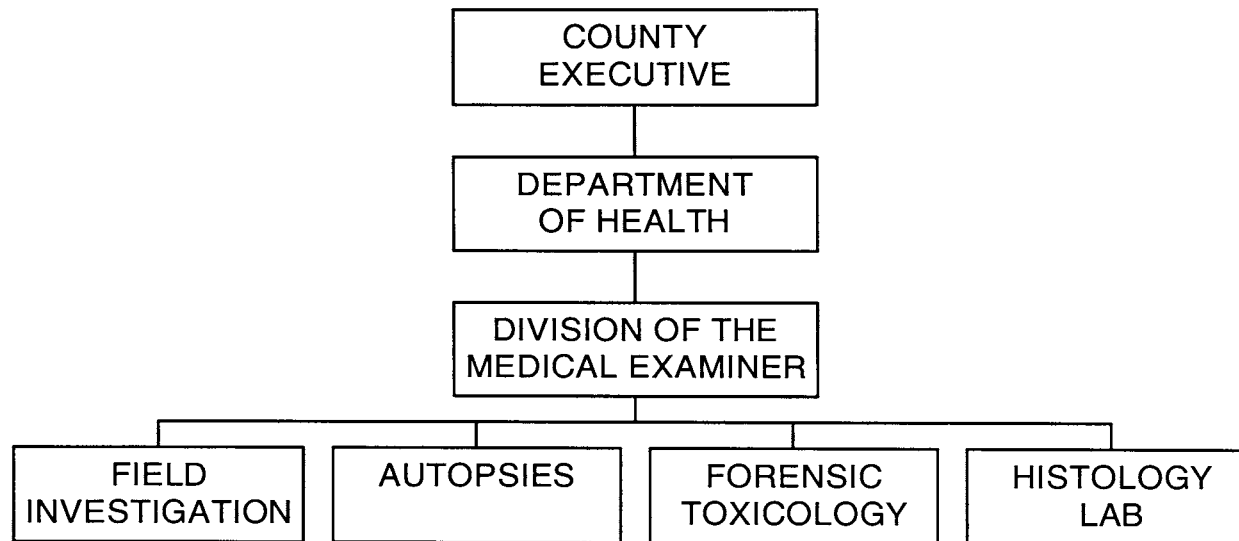 COUNTY
EXECUTIVE
DEPARTMENT
OF HEALTH
DIVISION OF THE
MEDICAL EXAMINER
FIELD
INVESTIGATION
AUTOPSIES
FORENSIC
TOXICOLOGY
HISTOLOGY
LAB